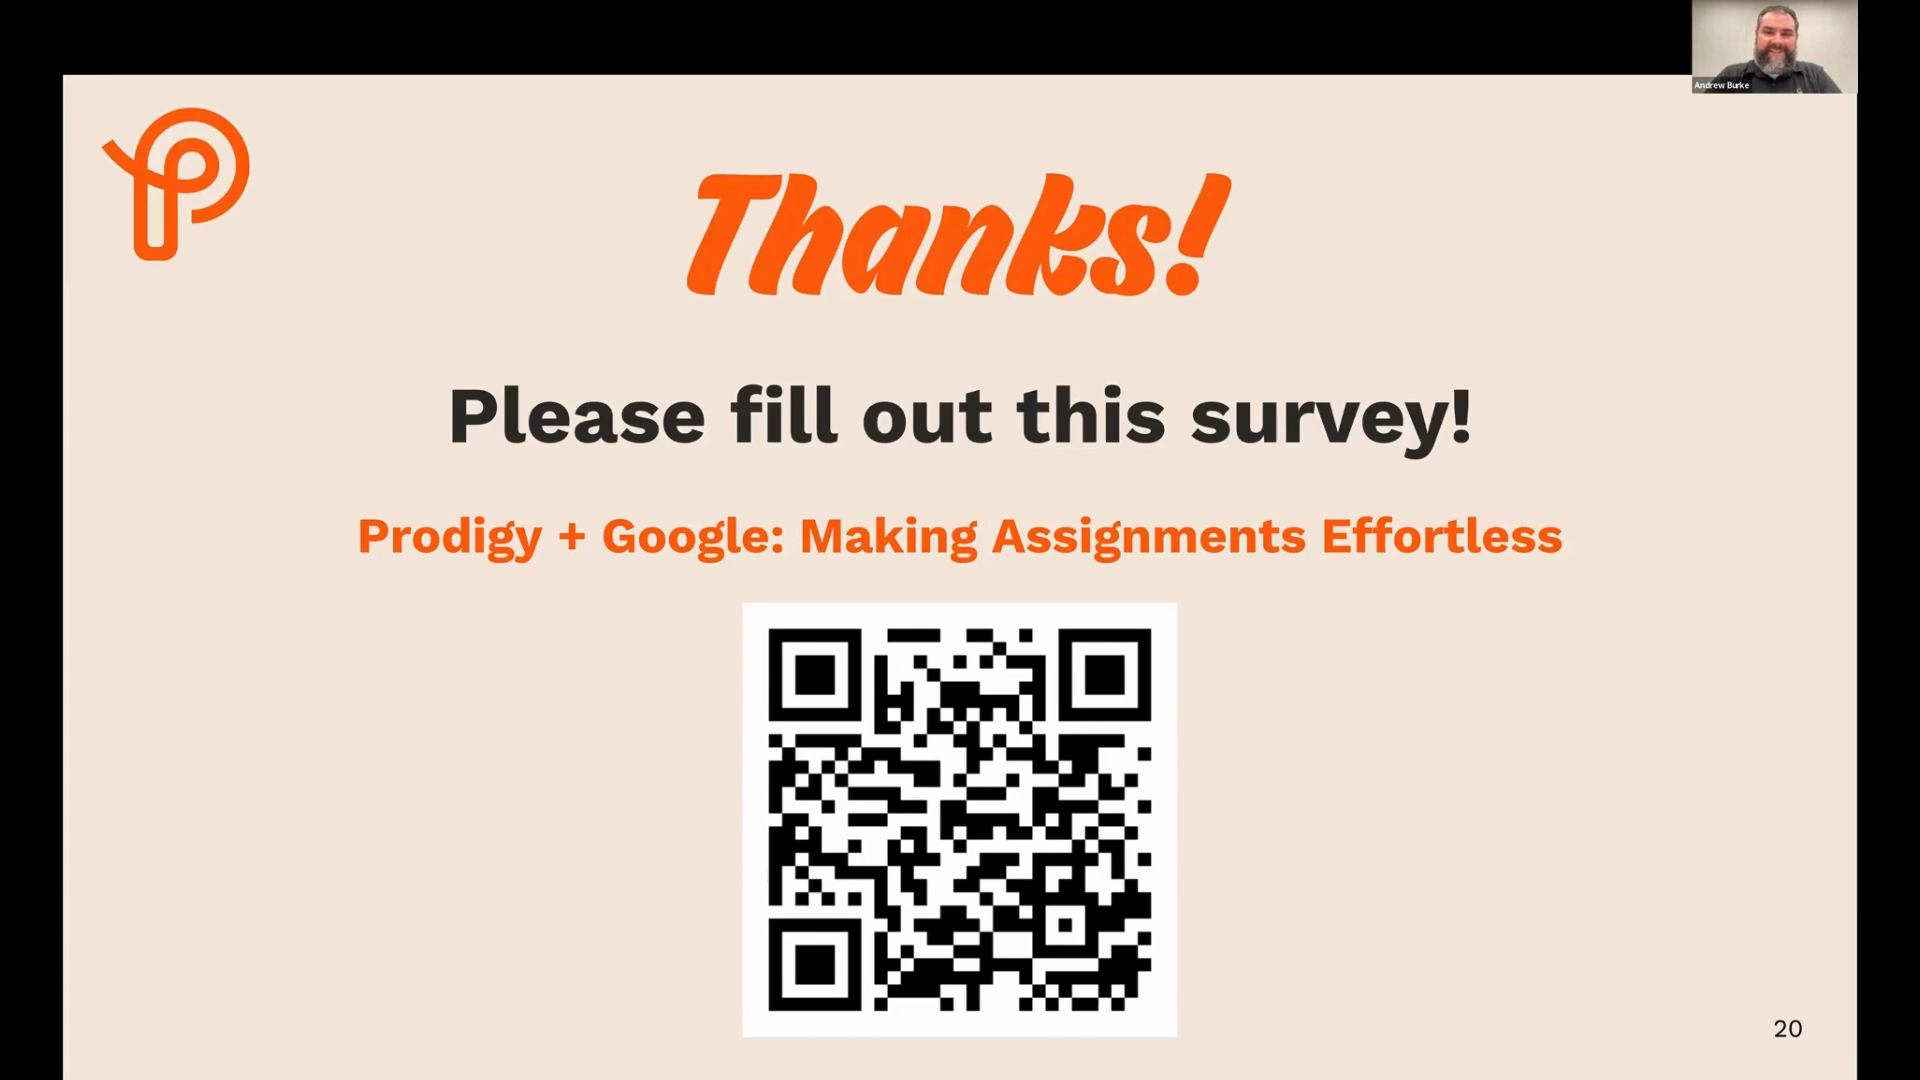 Andrew Burke
Thanks!
Please fill out this survey!
Prodigy + Google: Making Assignments Effortless
20